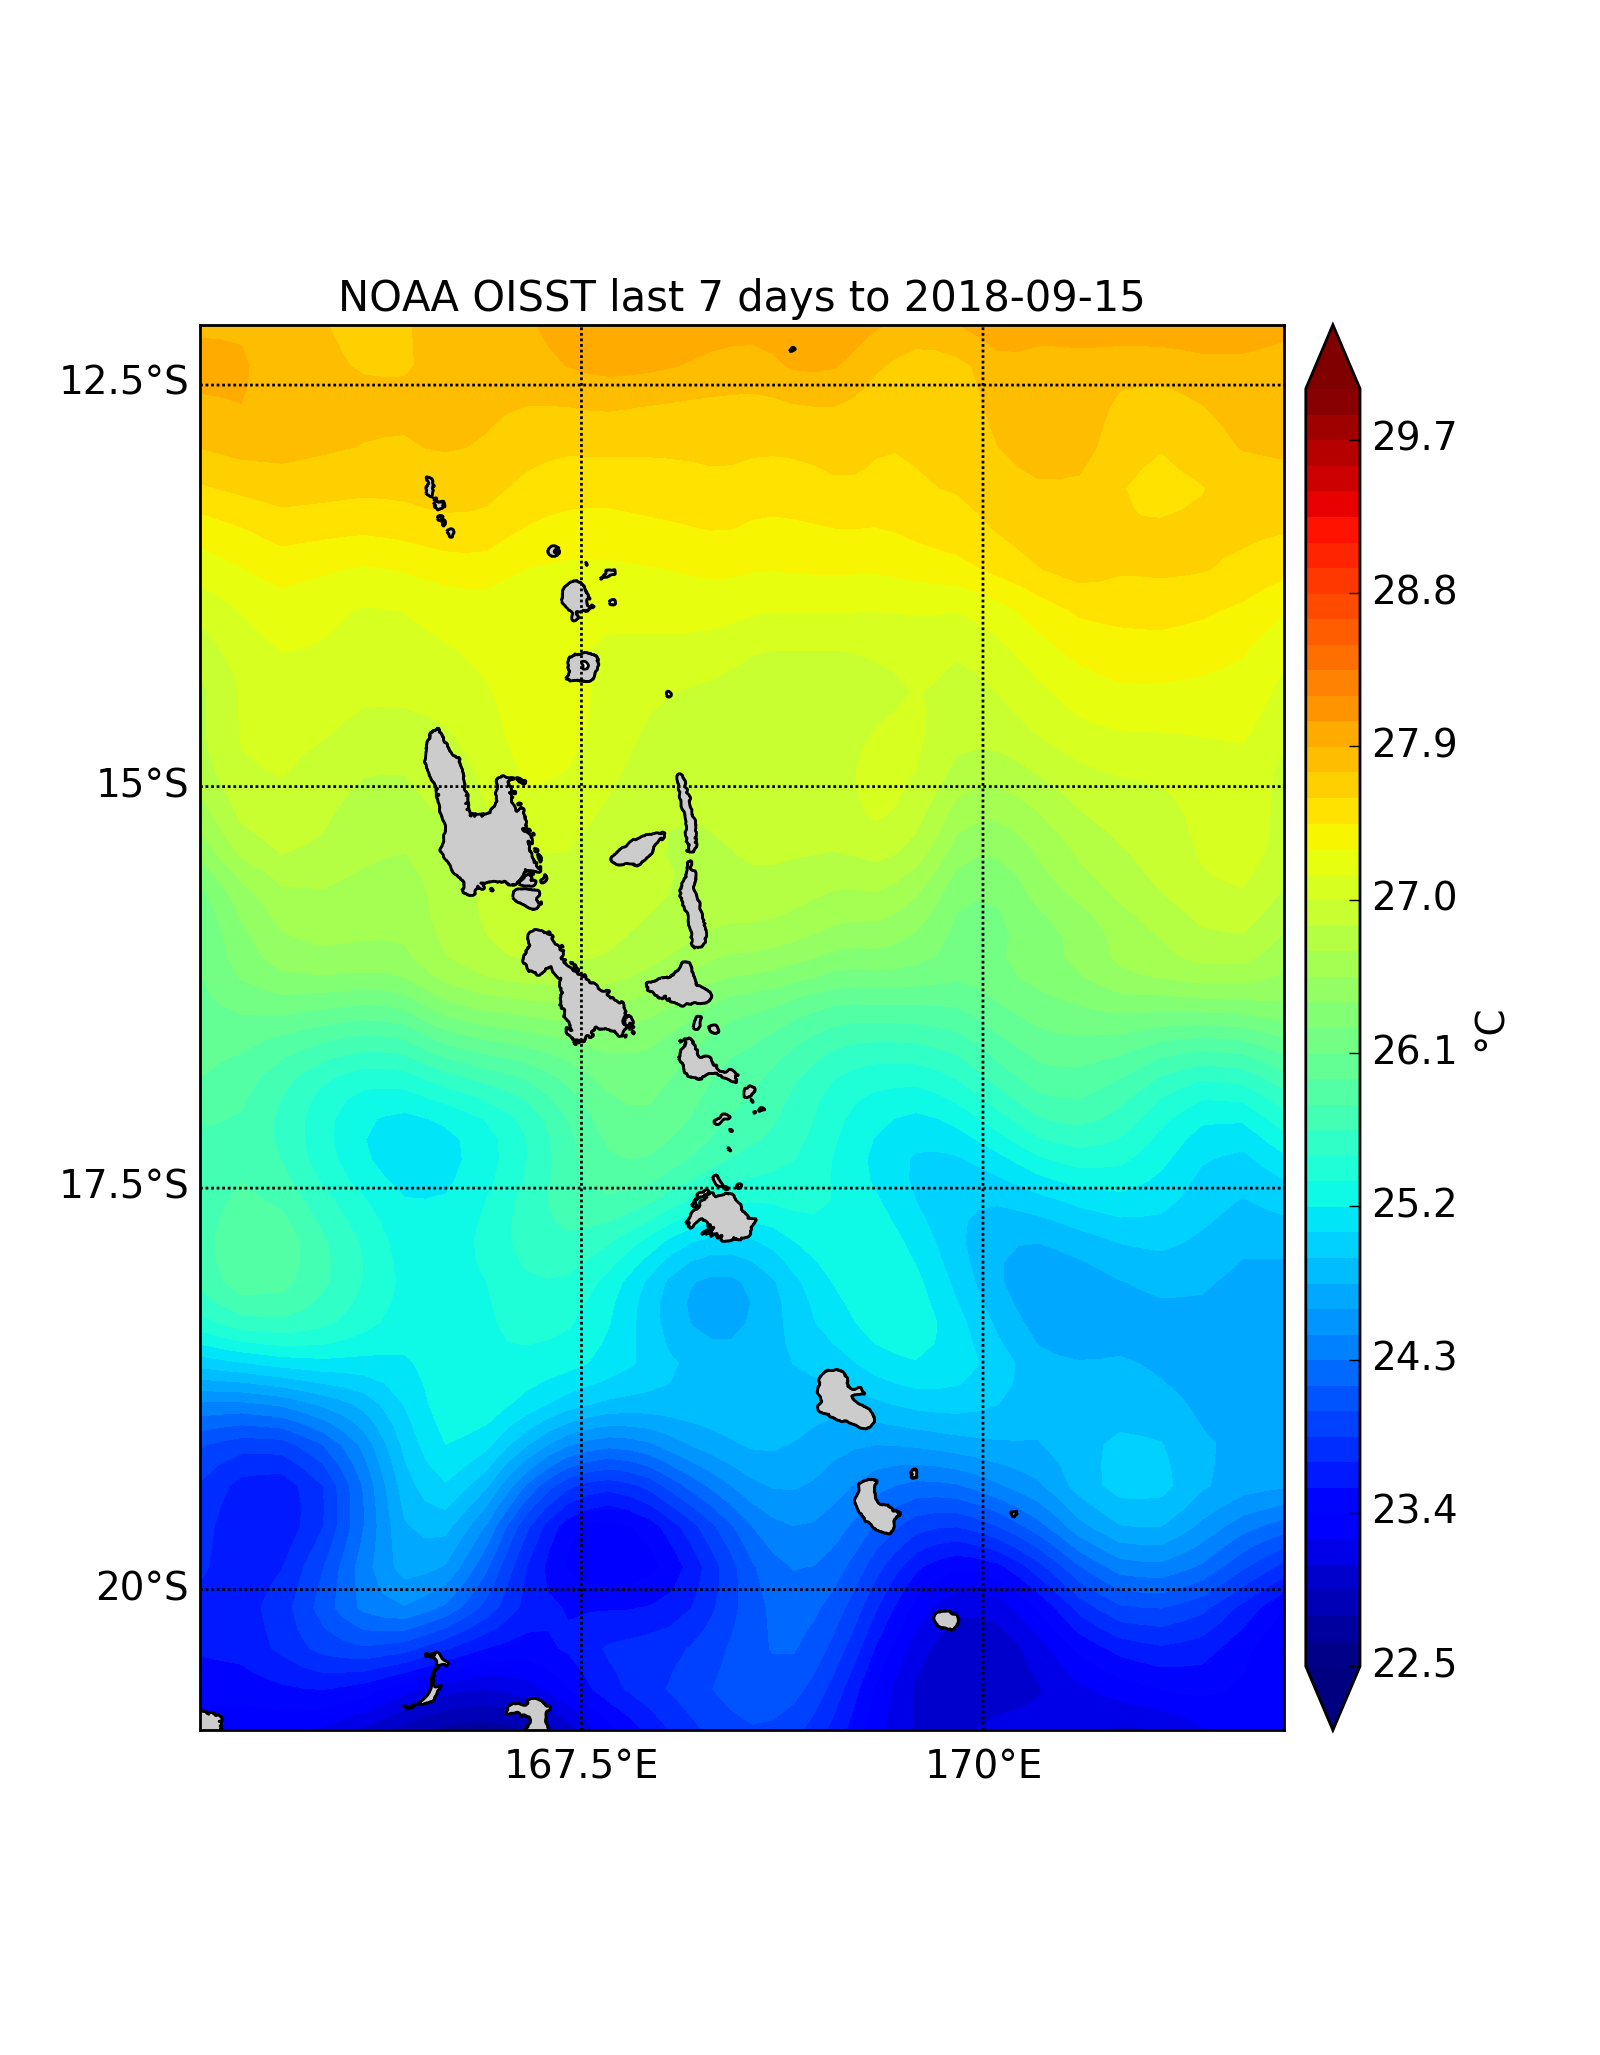 NOAA OISST last 7 days to 2018-09-15
12.5°S
15°S
17.5°S
20°S
167.5°E
170°E
29.7
28.8
27.9
27.0
26.1
25.2
24.3
23.4
22.5
°C